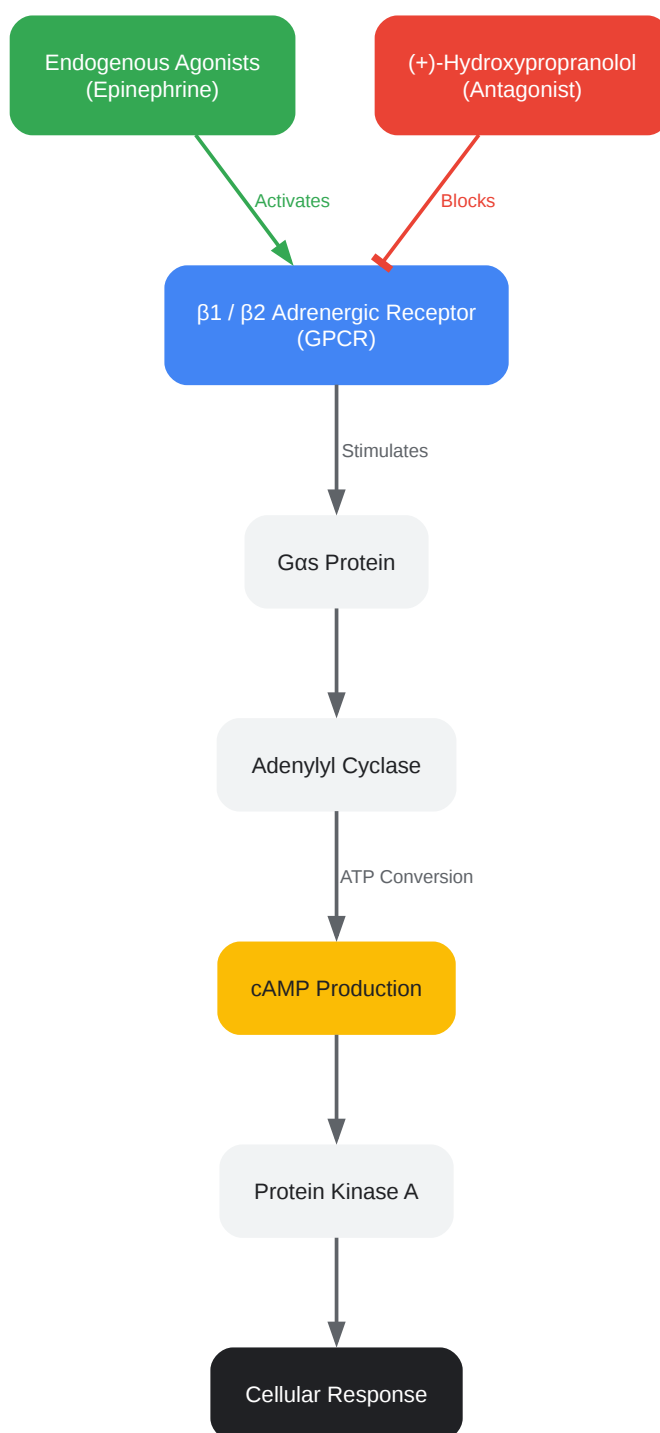 Endogenous Agonists
(Epinephrine)
(+)-Hydroxypropranolol
(Antagonist)
Activates
Blocks
β1 / β2 Adrenergic Receptor
(GPCR)
Stimulates
Gαs Protein
Adenylyl Cyclase
ATP Conversion
cAMP Production
Protein Kinase A
Cellular Response